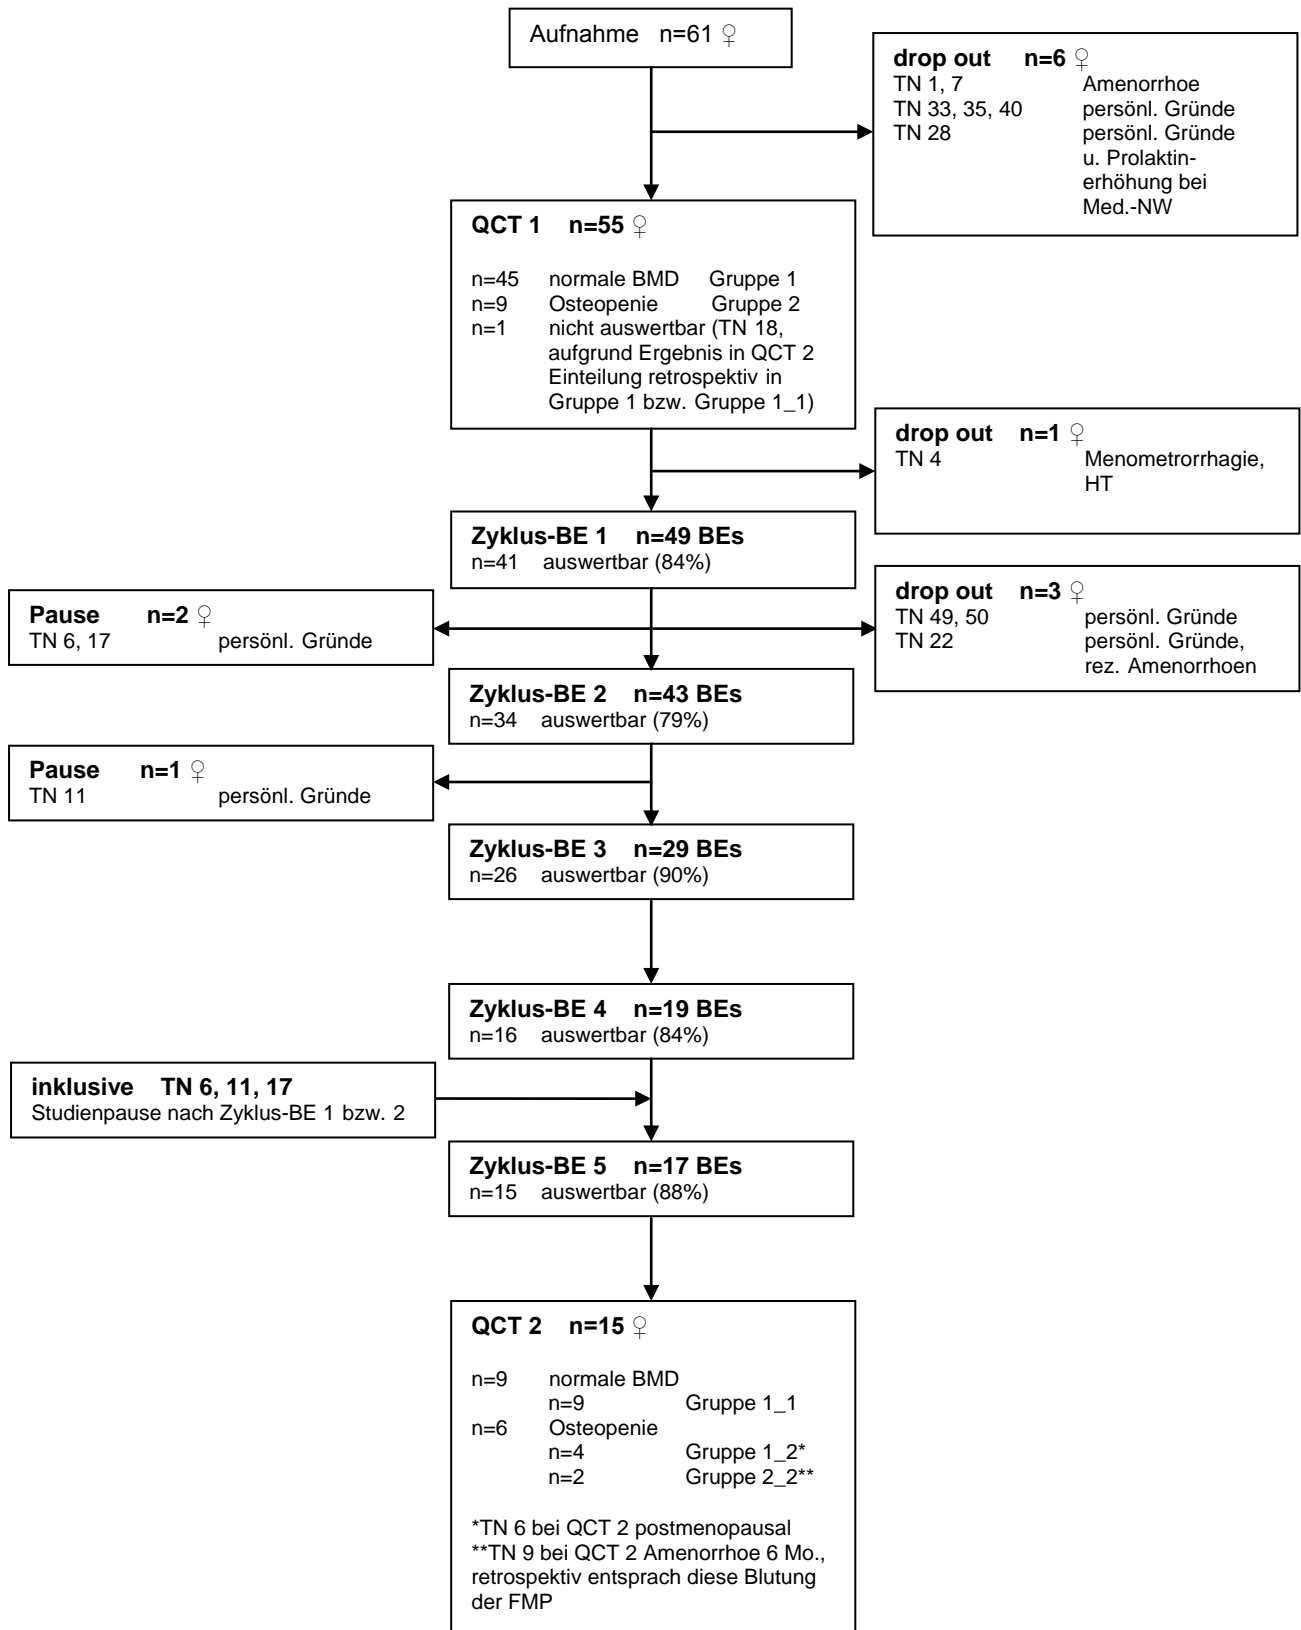 Aufnahme n=61 ♀
drop out n=6 ♀
TN 1, 7 Amenorrhoe
TN 33, 35, 40 persönl. Gründe
TN 28 persönl. Gründe
u. Prolaktin-
erhöhung bei
Med.-NW
QCT 1 n=55 ♀
n=45 normale BMD Gruppe 1
n=9 Osteopenie Gruppe 2
n=1 nicht auswertbar (TN 18,
aufgrund Ergebnis in QCT 2
Einteilung retrospektiv in
Gruppe 1 bzw. Gruppe 1_1)
drop out n=1 ♀
TN 4 Menometrorrhagie,
HT
Zyklus-BE 1 n=49 BEs
n=41 auswertbar (84%)
Pause n=2 ♀
TN 6, 17 persönl. Gründe
drop out n=3 ♀
TN 49, 50 persönl. Gründe
TN 22 persönl. Gründe,
rez. Amenorrhoen
Zyklus-BE 2 n=43 BEs
n=34 auswertbar (79%)
Pause n=1 ♀
TN 11 persönl. Gründe
Zyklus-BE 3 n=29 BEs
n=26 auswertbar (90%)
Zyklus-BE 4 n=19 BEs
n=16 auswertbar (84%)
inklusive TN 6, 11, 17
Studienpause nach Zyklus-BE 1 bzw. 2
Zyklus-BE 5 n=17 BEs
n=15 auswertbar (88%)
QCT 2 n=15 ♀
n=9 normale BMD
n=9 Gruppe 1_1
n=6 Osteopenie
n=4 Gruppe 1_2*
n=2 Gruppe 2_2**
*TN 6 bei QCT 2 postmenopausal
**TN 9 bei QCT 2 Amenorrhoe 6 Mo.,
retrospektiv entsprach diese Blutung
der FMP